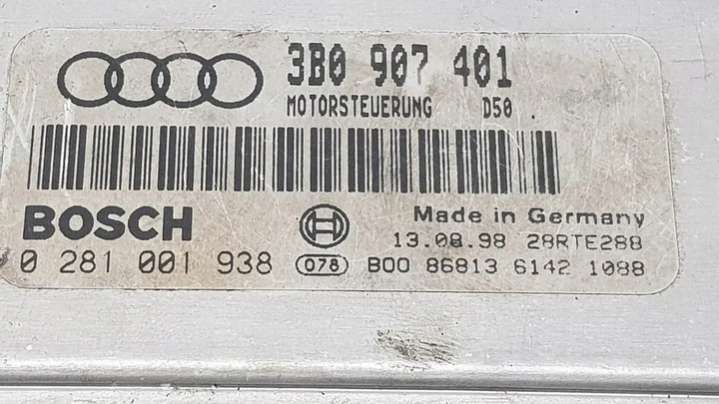 3B0 907 401
MOTORSTEUERUNG D50 .
BOSCH
Made in Germany
13.08.98 28RTE288
0 281 001 938 078 B00 86813 6142 1088